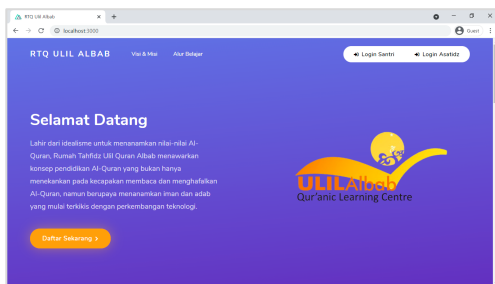 RTQ Ulil Albab
localhost:3000
Guest
RTQ ULIL ALBAB
Visi & Misi
Alur Belajar
Login Santri
Login Asatidz
Selamat Datang
Lahir dari idealisme untuk menanamkan nilai-nilai Al-
Quran, Rumah Tahfidz Ulil Quran Albab menawarkan
konsep pendidikan Al-Quran yang bukan hanya
menekankan pada kecapakan membaca dan menghafalkan
Al-Quran, namun berupaya menanamkan iman dan adab
yang mulai terkikis dengan perkembangan teknologi.
Daftar Sekarang
ULILAlbab
Qur'anic Learning Centre